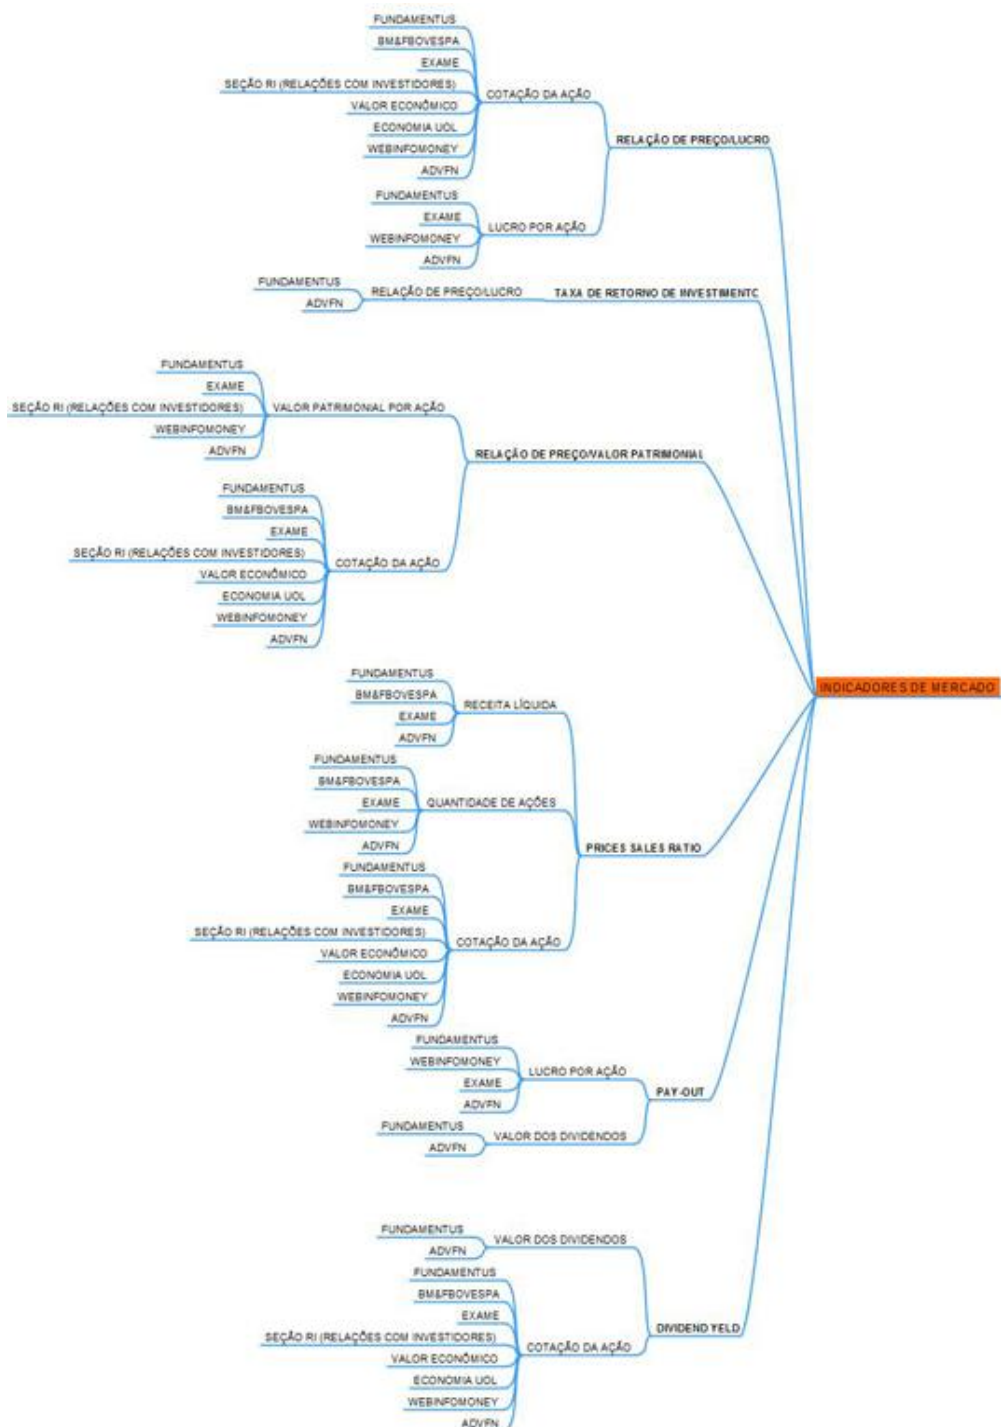 FUNDAMENTUS
BM&FBOVESPA
EXAME
SEÇÃO RI (RELAÇÕES COM INVESTIDORES)
VALOR ECONÔMICO
ECONOMIA UOL
WEBINFOMONEY
ADVFN
COTAÇÃO DA AÇÃO
FUNDAMENTUS
EXAME
WEBINFOMONEY
ADVFN
LUCRO POR AÇÃO
RELAÇÃO DE PREÇO/LUCRO
FUNDAMENTUS
ADVFN
RELAÇÃO DE PREÇO/LUCRO
TAXA DE RETORNO DE INVESTIMENTO
FUNDAMENTUS
EXAME
SEÇÃO RI (RELAÇÕES COM INVESTIDORES)
WEBINFOMONEY
ADVFN
VALOR PATRIMONIAL POR AÇÃO
FUNDAMENTUS
BM&FBOVESPA
EXAME
SEÇÃO RI (RELAÇÕES COM INVESTIDORES)
VALOR ECONÔMICO
ECONOMIA UOL
WEBINFOMONEY
ADVFN
COTAÇÃO DA AÇÃO
RELAÇÃO DE PREÇO/VALOR PATRIMONIAL
FUNDAMENTUS
BM&FBOVESPA
EXAME
ADVFN
RECEITA LÍQUIDA
FUNDAMENTUS
BM&FBOVESPA
EXAME
WEBINFOMONEY
ADVFN
QUANTIDADE DE AÇÕES
FUNDAMENTUS
BM&FBOVESPA
EXAME
SEÇÃO RI (RELAÇÕES COM INVESTIDORES)
VALOR ECONÔMICO
ECONOMIA UOL
WEBINFOMONEY
ADVFN
COTAÇÃO DA AÇÃO
PRICES SALES RATIO
FUNDAMENTUS
WEBINFOMONEY
EXAME
ADVFN
LUCRO POR AÇÃO
FUNDAMENTUS
ADVFN
VALOR DOS DIVIDENDOS
PAY-OUT
FUNDAMENTUS
ADVFN
VALOR DOS DIVIDENDOS
FUNDAMENTUS
BM&FBOVESPA
EXAME
SEÇÃO RI (RELAÇÕES COM INVESTIDORES)
VALOR ECONÔMICO
ECONOMIA UOL
WEBINFOMONEY
ADVFN
COTAÇÃO DA AÇÃO
DIVIDEND YELD
INDICADORES DE MERCADO